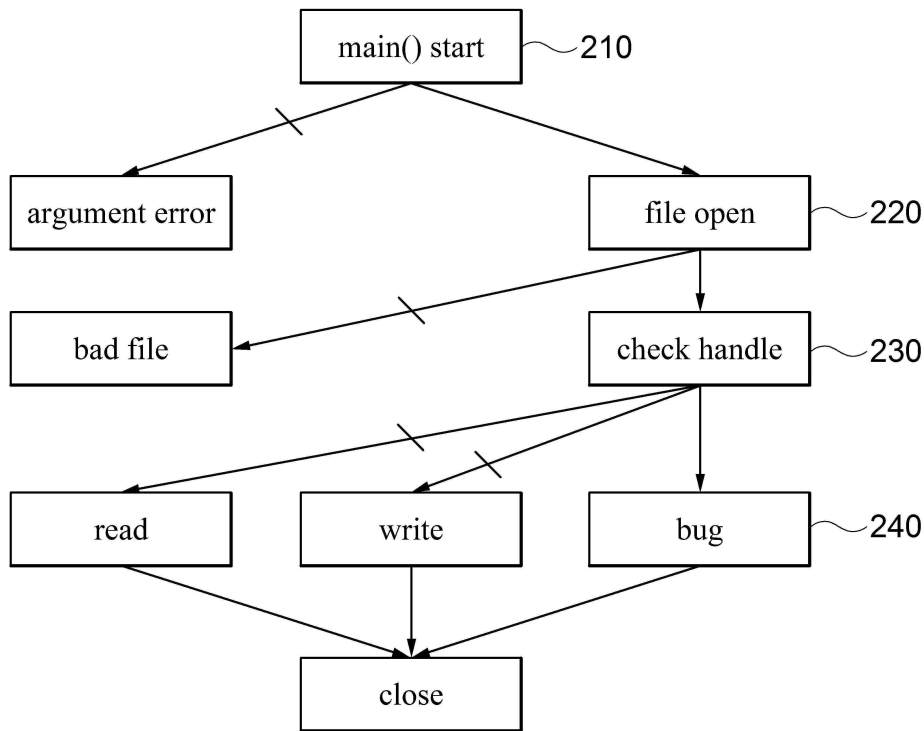 main() start
210
argument error
file open
220
bad file
check handle
230
read
write
bug
240
close